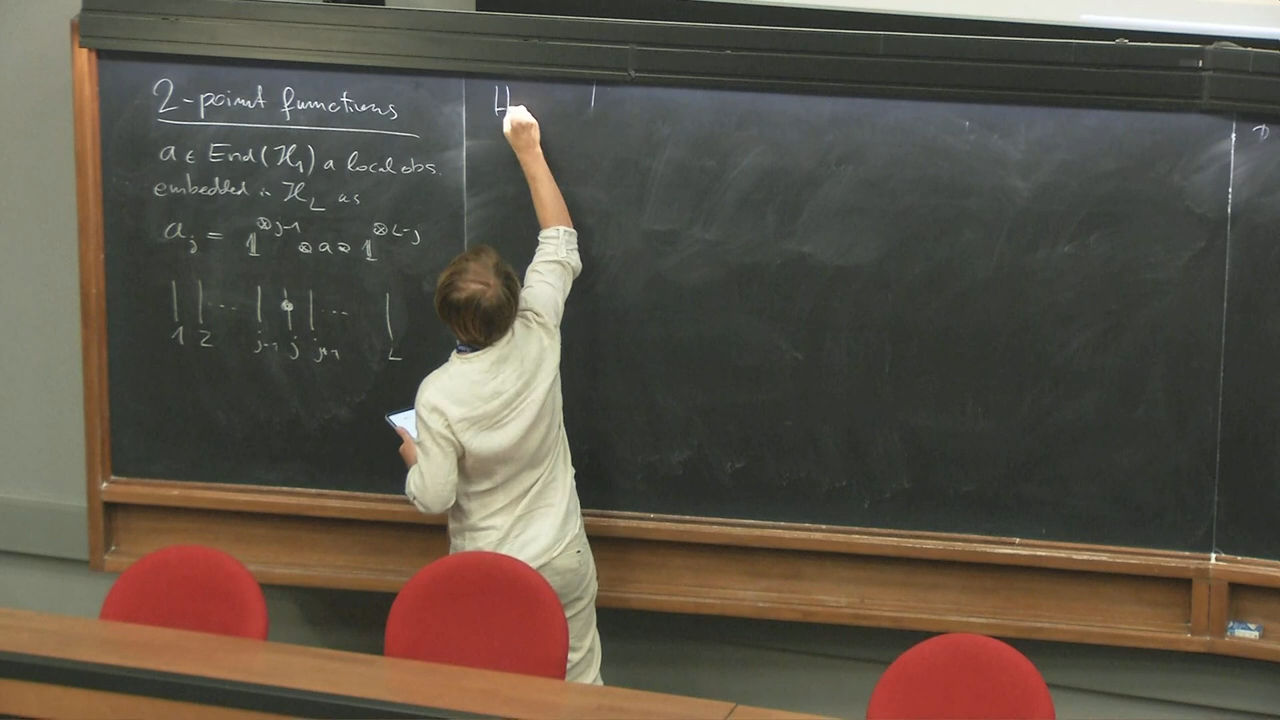 2-point functions
a ∈ End(ℋ₁) a local obs.
embedded in ℋ_L as
a_j = 𝟙^{⊗j-1} ⊗ a ⊗ 𝟙^{⊗L-j}
| | ... | | | ... |
1 2 j-1 j j+1 L